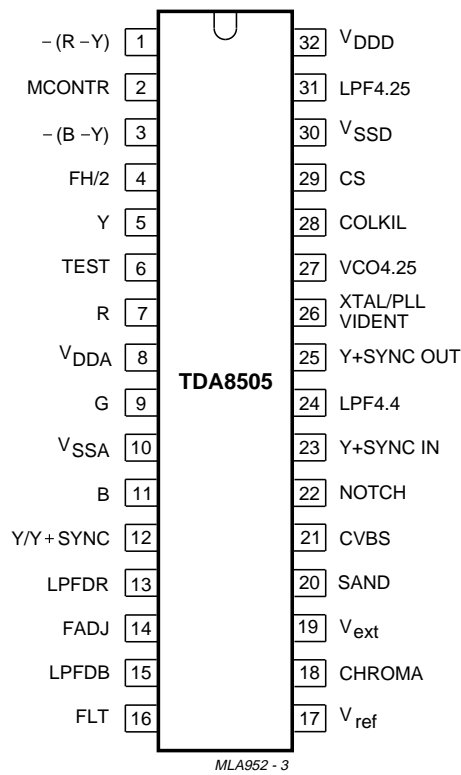 −(R −Y) 1 32 VDDD
MCONTR 2 31 LPF4.25
−(B −Y) 3 30 VSSD
FH/2 4 29 CS
Y 5 28 COLKIL
TEST 6 27 VCO4.25
R 7 26 XTAL/PLL
VIDENT
VDDA 8 25 Y+SYNC OUT
TDA8505
G 9 24 LPF4.4
VSSA 10 23 Y+SYNC IN
B 11 22 NOTCH
Y/Y+SYNC 12 21 CVBS
LPFDR 13 20 SAND
FADJ 14 19 Vext
LPFDB 15 18 CHROMA
FLT 16 17 Vref
MLA952 - 3